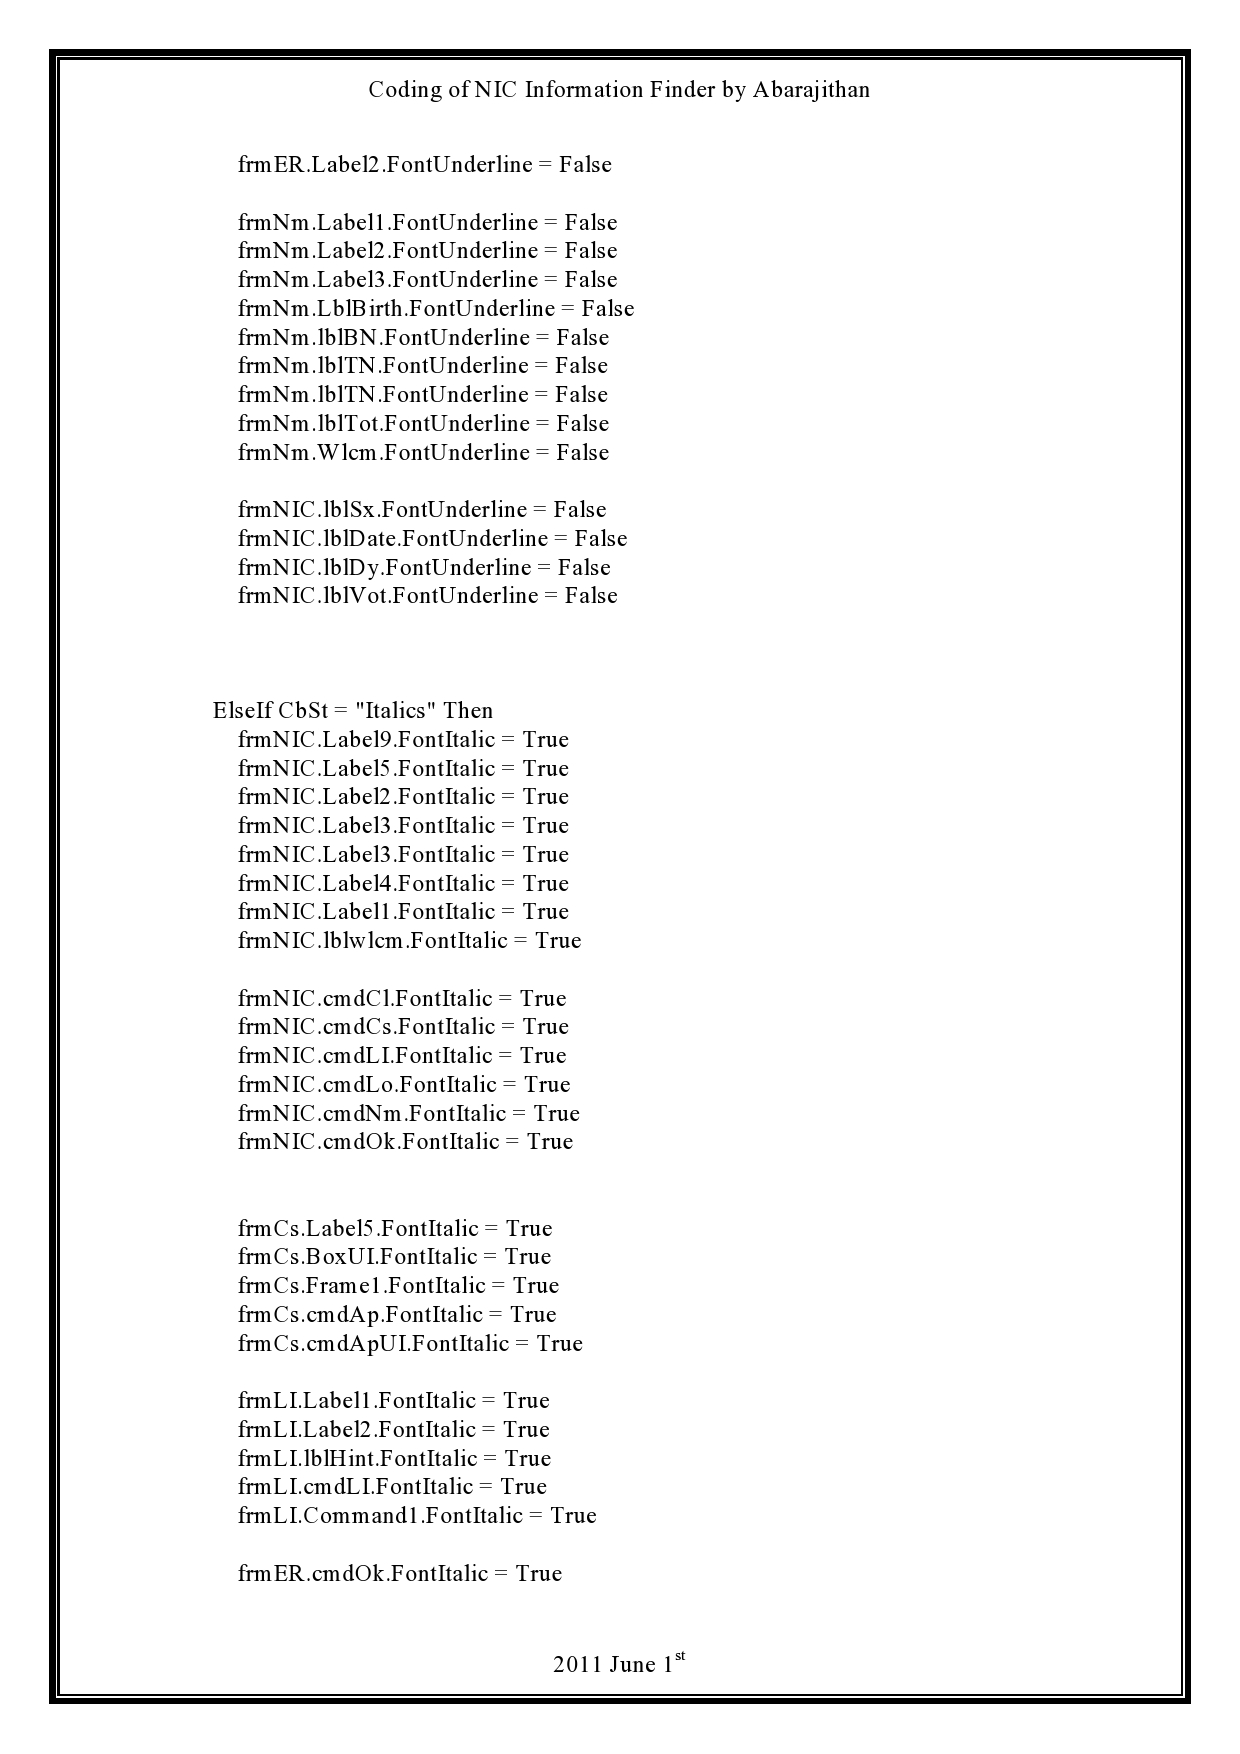 Coding of NIC Information Finder by Abarajithan
frmER.Label2.FontUnderline = False
frmNm.Label1.FontUnderline = False
frmNm.Label2.FontUnderline = False
frmNm.Label3.FontUnderline = False
frmNm.LblBirth.FontUnderline = False
frmNm.lblBN.FontUnderline = False
frmNm.lblTN.FontUnderline = False
frmNm.lblTN.FontUnderline = False
frmNm.lblTot.FontUnderline = False
frmNm.Wlcm.FontUnderline = False
frmNIC.lblSx.FontUnderline = False
frmNIC.lblDate.FontUnderline = False
frmNIC.lblDy.FontUnderline = False
frmNIC.lblVot.FontUnderline = False
ElseIf CbSt = "Italics" Then
frmNIC.Label9.FontItalic = True
frmNIC.Label5.FontItalic = True
frmNIC.Label2.FontItalic = True
frmNIC.Label3.FontItalic = True
frmNIC.Label3.FontItalic = True
frmNIC.Label4.FontItalic = True
frmNIC.Label1.FontItalic = True
frmNIC.lblwlcm.FontItalic = True
frmNIC.cmdCl.FontItalic = True
frmNIC.cmdCs.FontItalic = True
frmNIC.cmdLI.FontItalic = True
frmNIC.cmdLo.FontItalic = True
frmNIC.cmdNm.FontItalic = True
frmNIC.cmdOk.FontItalic = True
frmCs.Label5.FontItalic = True
frmCs.BoxUI.FontItalic = True
frmCs.Frame1.FontItalic = True
frmCs.cmdAp.FontItalic = True
frmCs.cmdApUI.FontItalic = True
frmLI.Label1.FontItalic = True
frmLI.Label2.FontItalic = True
frmLI.lblHint.FontItalic = True
frmLI.cmdLI.FontItalic = True
frmLI.Command1.FontItalic = True
frmER.cmdOk.FontItalic = True
2011 June 1st